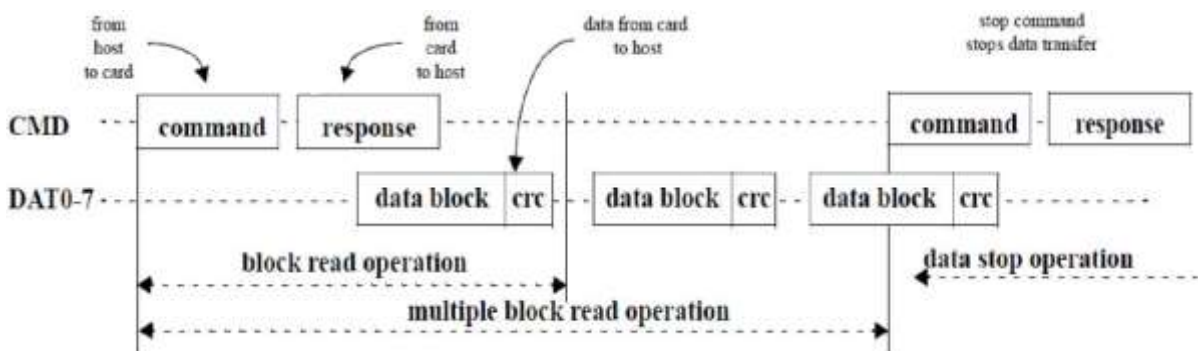 from
host
to card
from
card
to host
data from card
to host
stop command
stops data transfer
CMD
command
response
command
response
DAT0-7
data block
crc
data block
crc
data block
crc
block read operation
data stop operation
multiple block read operation